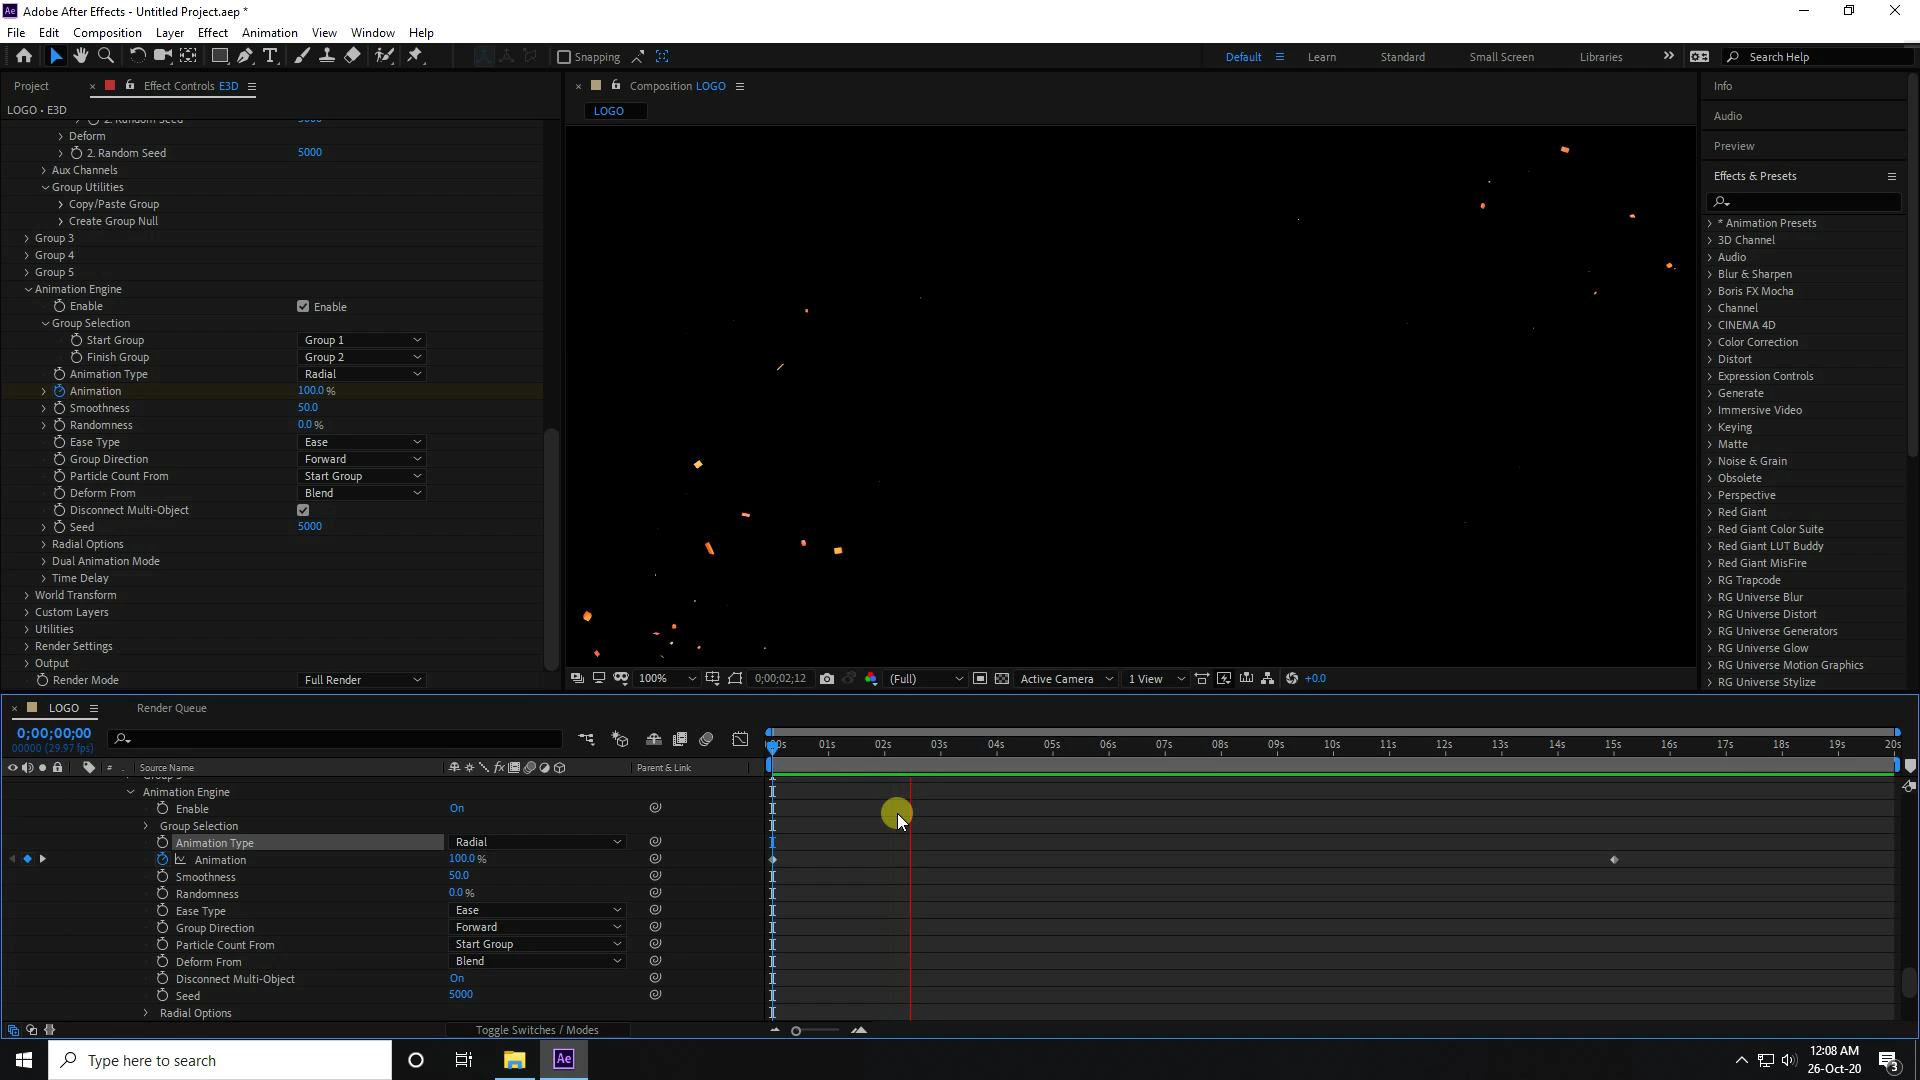 Adobe After Effects - Untitled Project.aep *
File Edit Composition Layer Effect Animation View Window Help
Snapping
Default Learn Standard Small Screen Libraries Search Help
Project Effect Controls E3D
LOGO • E3D
2. Random Seed 5000
Deform
2. Random Seed 5000
Aux Channels
Group Utilities
Copy/Paste Group
Create Group Null
Group 3
Group 4
Group 5
Animation Engine
Enable Enable
Group Selection
Start Group Group 1
Finish Group Group 2
Animation Type Radial
Animation 100.0 %
Smoothness 50.0
Randomness 0.0 %
Ease Type Ease
Group Direction Forward
Particle Count From Start Group
Deform From Blend
Disconnect Multi-Object
Seed 5000
Radial Options
Dual Animation Mode
Time Delay
World Transform
Custom Layers
Utilities
Render Settings
Output
Render Mode Full Render
Composition LOGO
LOGO
100% 0;00;02;12 (Full) Active Camera 1 View +0.0
Info
Audio
Preview
Effects & Presets
* Animation Presets
3D Channel
Audio
Blur & Sharpen
Boris FX Mocha
Channel
CINEMA 4D
Color Correction
Distort
Expression Controls
Generate
Immersive Video
Keying
Matte
Noise & Grain
Obsolete
Perspective
Red Giant
Red Giant Color Suite
Red Giant LUT Buddy
Red Giant MisFire
RG Trapcode
RG Universe Blur
RG Universe Distort
RG Universe Generators
RG Universe Glow
RG Universe Motion Graphics
RG Universe Stylize
LOGO Render Queue
0;00;00;00
00000 (29.97 fps)
00s 01s 02s 03s 04s 05s 06s 07s 08s 09s 10s 11s 12s 13s 14s 15s 16s 17s 18s 19s 20s
# Source Name Parent & Link
Animation Engine
Enable On
Group Selection
Animation Type Radial
Animation 100.0 %
Smoothness 50.0
Randomness 0.0 %
Ease Type Ease
Group Direction Forward
Particle Count From Start Group
Deform From Blend
Disconnect Multi-Object On
Seed 5000
Radial Options
Toggle Switches / Modes
Type here to search
Ae
12:08 AM
26-Oct-20
3